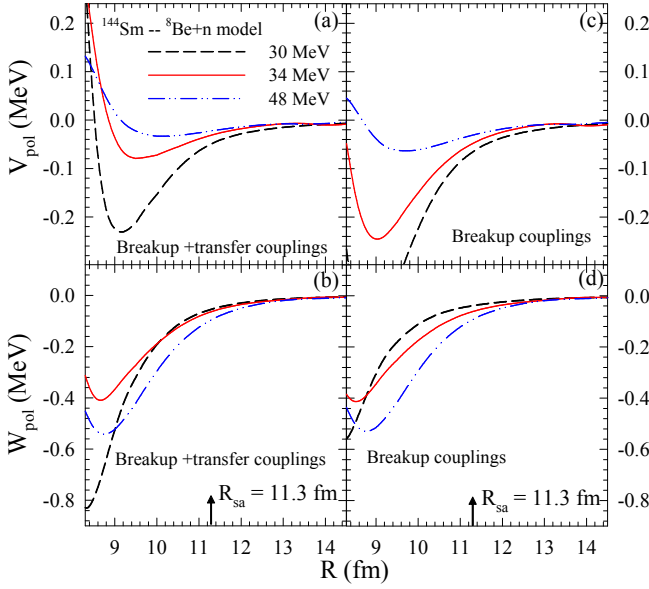 (a)
¹⁴⁴Sm -- ⁸Be+n model
30 MeV
34 MeV
48 MeV
0.2
0.1
0.0
-0.1
-0.2
V_pol (MeV)
Breakup +transfer couplings
(c)
0.2
0.1
0.0
-0.1
-0.2
Breakup couplings
(b)
0.0
-0.2
-0.4
-0.6
-0.8
W_pol (MeV)
Breakup +transfer couplings
R_sa = 11.3 fm
(d)
0.0
-0.2
-0.4
-0.6
-0.8
Breakup couplings
R_sa = 11.3 fm
9 10 11 12 13 14
9 10 11 12 13 14
R (fm)